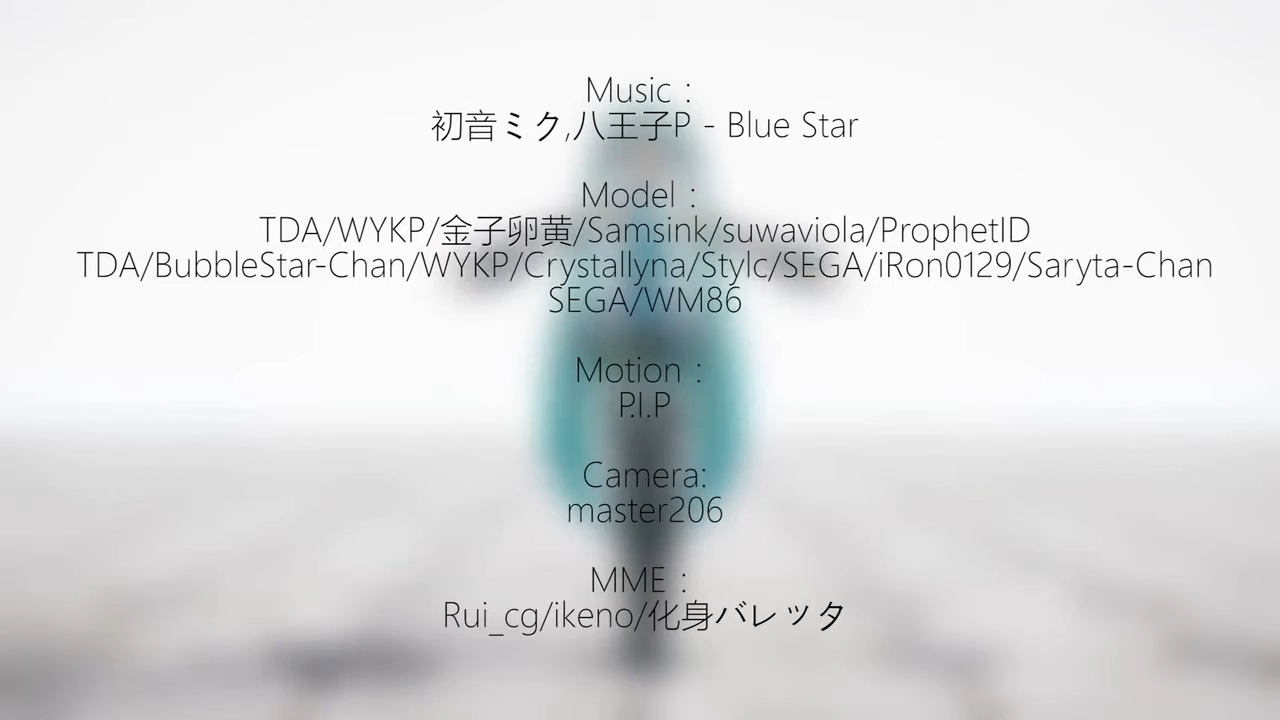 Music :
初音ミク,八王子P - Blue Star
Model :
TDA/WYKP/金子卵黄/Samsink/suwaviola/ProphetID
TDA/BubbleStar-Chan/WYKP/Crystallyna/Stylc/SEGA/iRon0129/Saryta-Chan
SEGA/WM86
Motion :
P.I.P
Camera:
master206
MME :
Rui_cg/ikeno/化身バレッタ